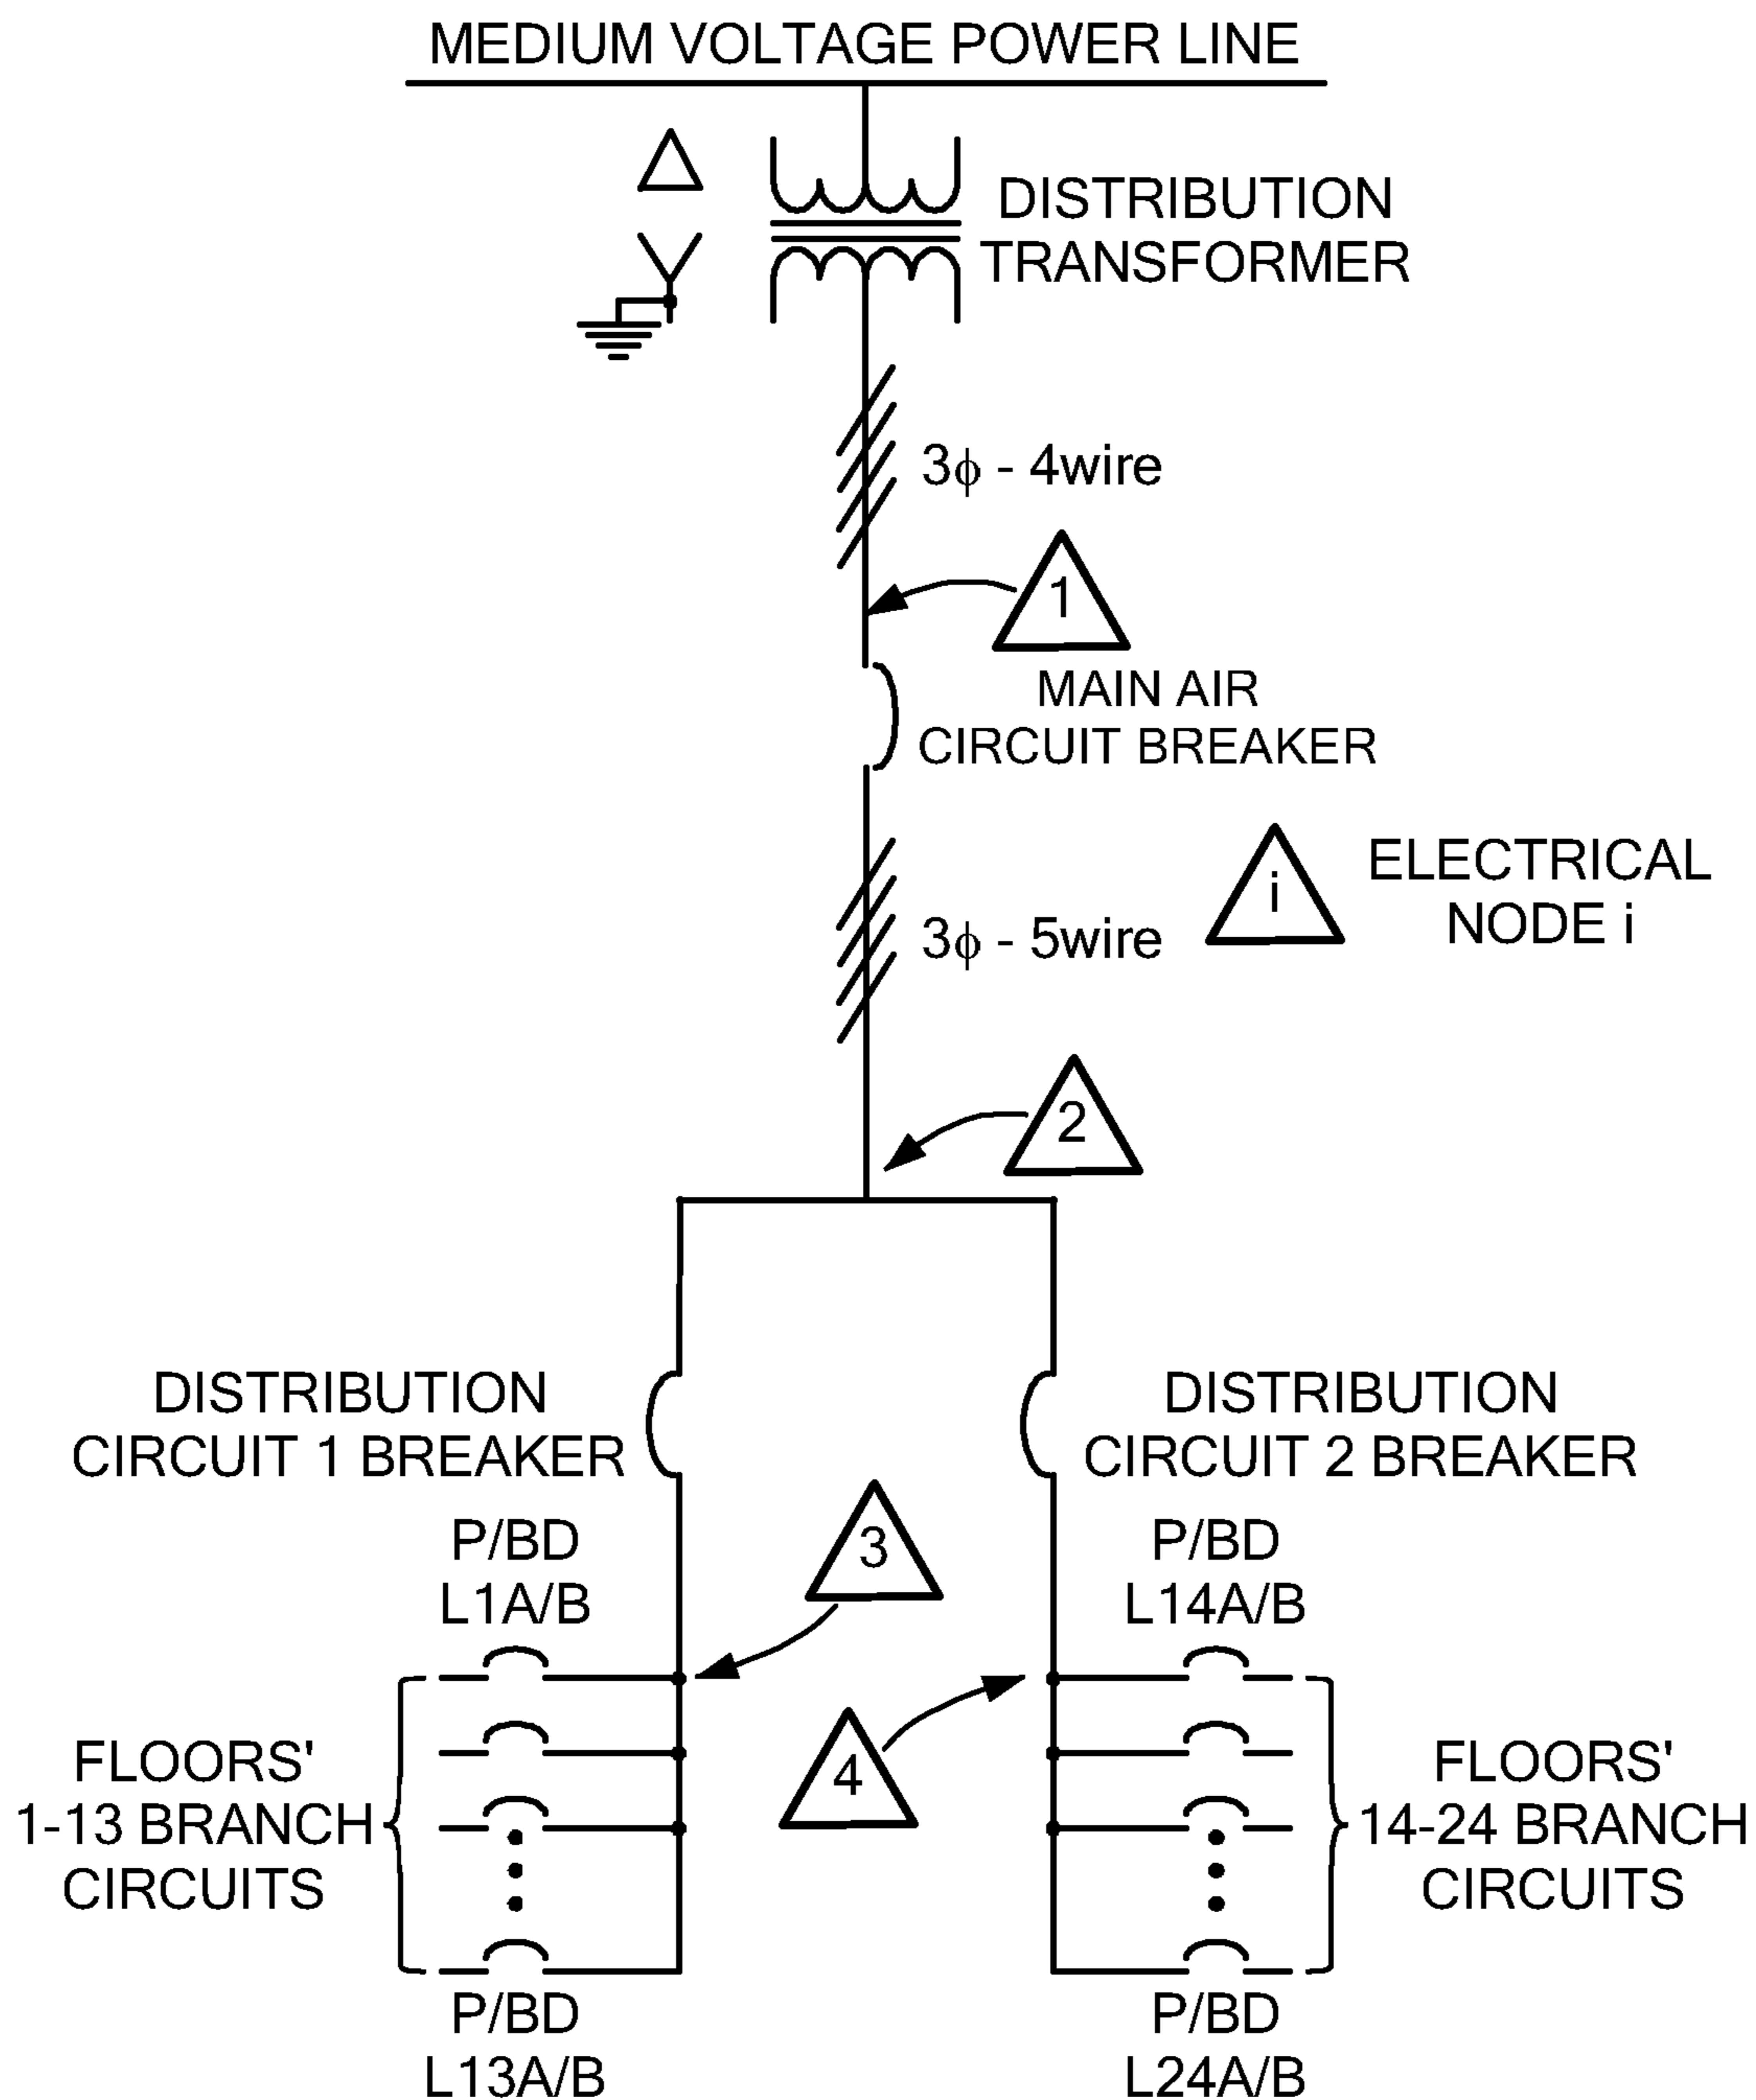 MEDIUM VOLTAGE POWER LINE
DISTRIBUTION
TRANSFORMER
3ϕ - 4wire
1
MAIN AIR
CIRCUIT BREAKER
3ϕ - 5wire
i
ELECTRICAL
NODE i
2
DISTRIBUTION
CIRCUIT 1 BREAKER
DISTRIBUTION
CIRCUIT 2 BREAKER
P/BD
L1A/B
3
P/BD
L14A/B
FLOORS'
1-13 BRANCH
CIRCUITS
4
FLOORS'
14-24 BRANCH
CIRCUITS
P/BD
L13A/B
P/BD
L24A/B